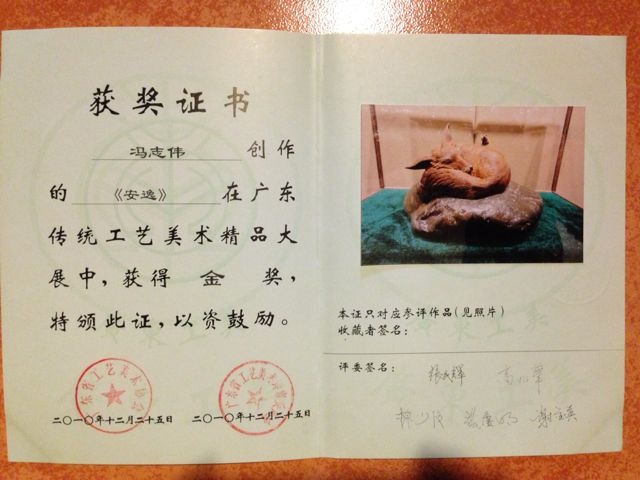 获奖证书
冯志伟 创作
的 《安逸》 在广东
传统工艺美术精品大
展中，获得 金 奖，
特颁此证，以资鼓励。
二〇一〇年十二月二十五日
二〇一〇年十二月二十五日
本证只对应参评作品（见照片）
收藏者签名：
评委签名：